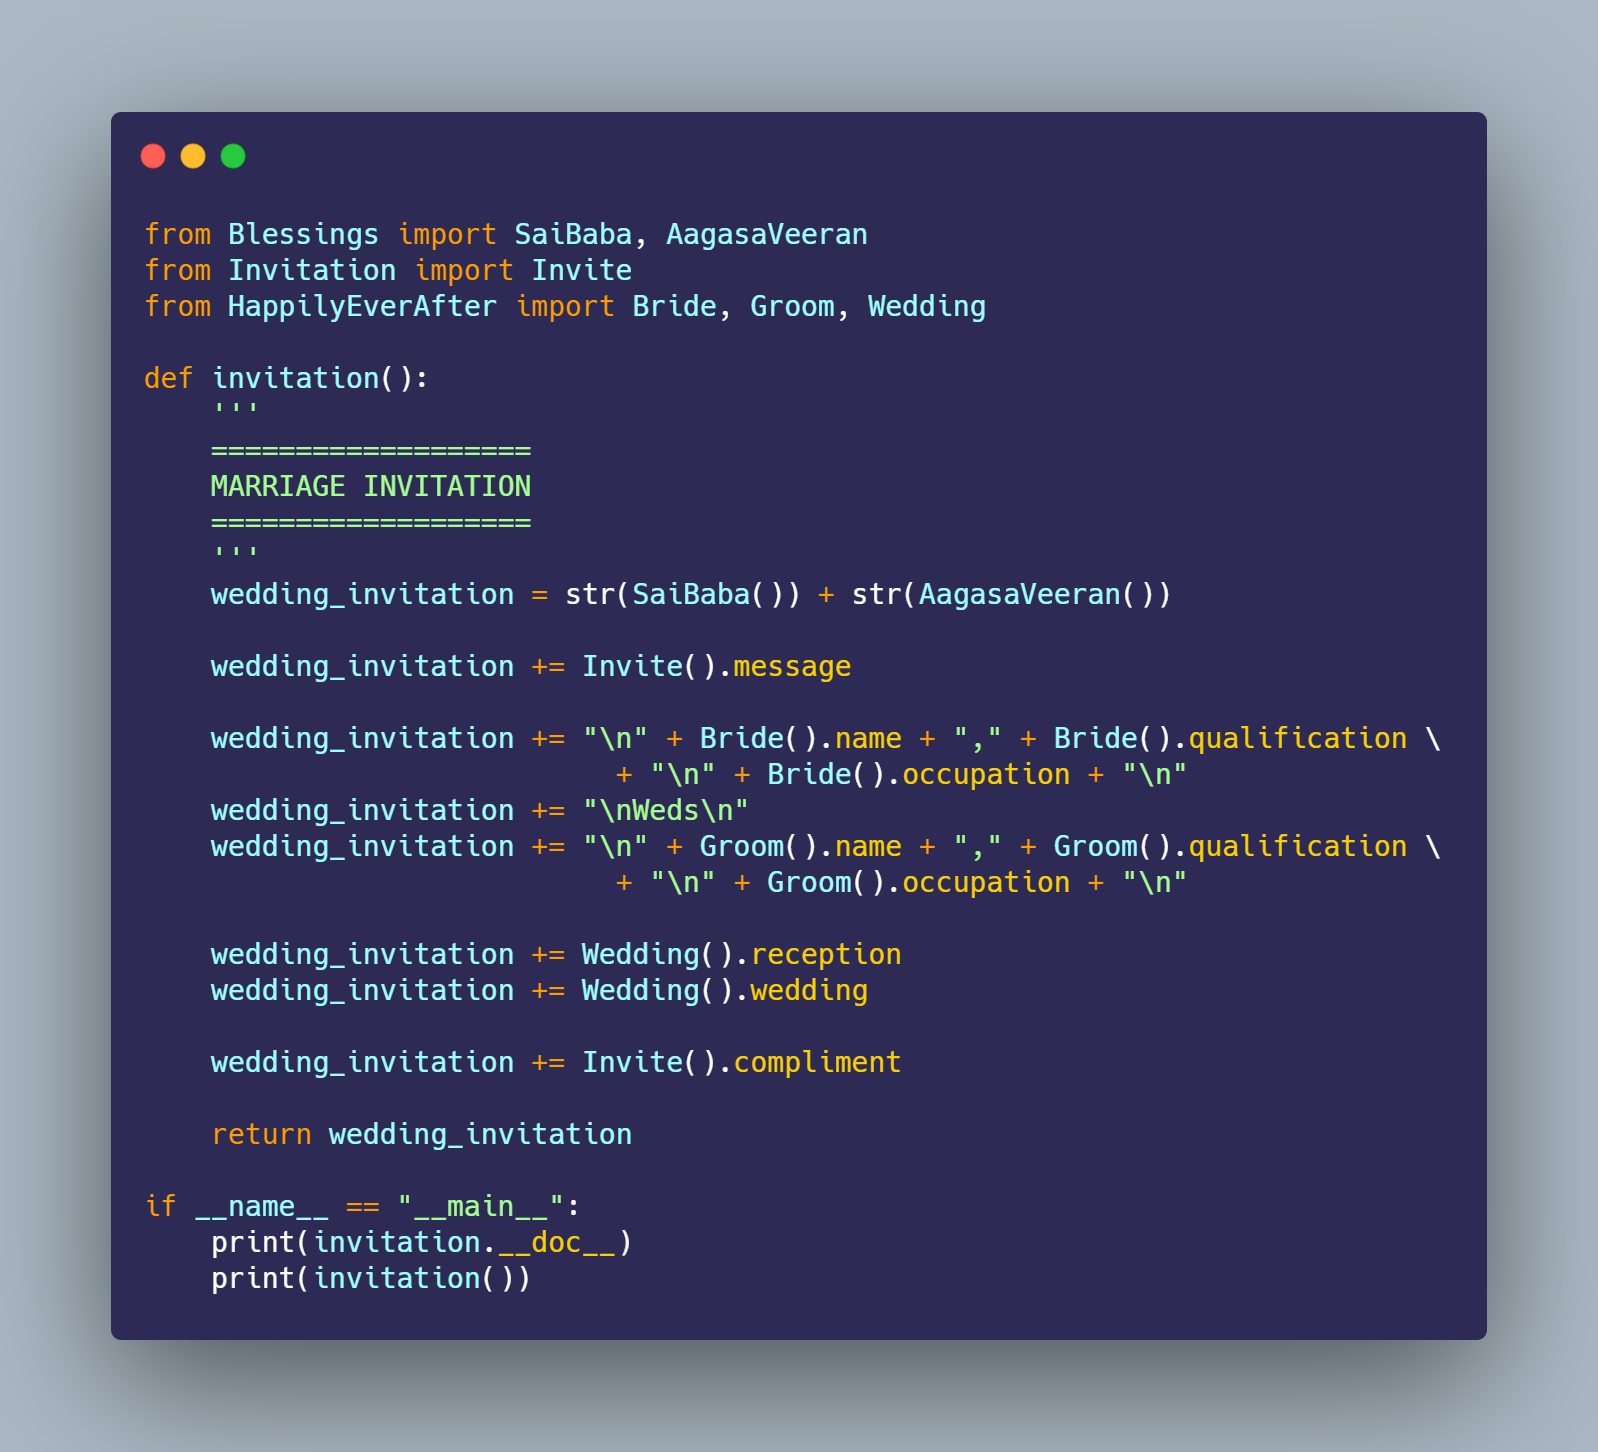 from Blessings import SaiBaba, AagasaVeeran
from Invitation import Invite
from HappilyEverAfter import Bride, Groom, Wedding

def invitation():
    '''
    ===================
    MARRIAGE INVITATION
    ===================
    '''
    wedding_invitation = str(SaiBaba()) + str(AagasaVeeran())

    wedding_invitation += Invite().message

    wedding_invitation += "\n" + Bride().name + "," + Bride().qualification \
                            + "\n" + Bride().occupation + "\n"
    wedding_invitation += "\nWeds\n"
    wedding_invitation += "\n" + Groom().name + "," + Groom().qualification \
                            + "\n" + Groom().occupation + "\n"

    wedding_invitation += Wedding().reception
    wedding_invitation += Wedding().wedding

    wedding_invitation += Invite().compliment

    return wedding_invitation

if __name__ == "__main__":
    print(invitation.__doc__)
    print(invitation())